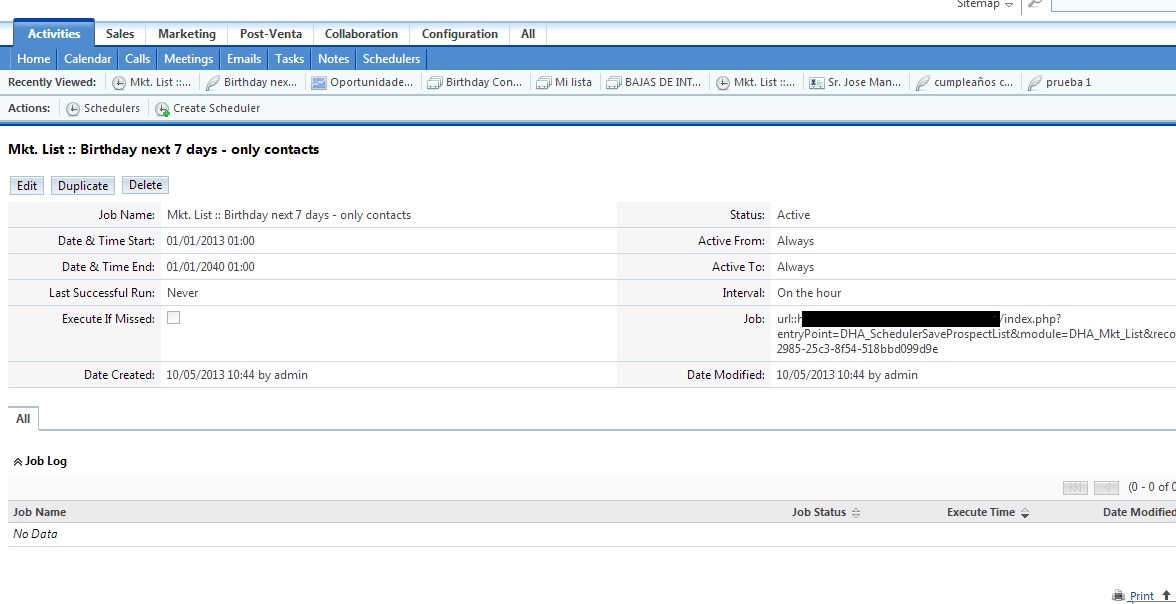 Sitemap
Activities Sales Marketing Post-Venta Collaboration Configuration All
Home Calendar Calls Meetings Emails Tasks Notes Schedulers
Recently Viewed: Mkt. List ::... Birthday nex... Oportunidade... Birthday Con... Mi lista BAJAS DE INT... Mkt. List ::... Sr. Jose Man... cumpleaños c... prueba 1
Actions: Schedulers Create Scheduler
Mkt. List :: Birthday next 7 days - only contacts
Edit Duplicate Delete
Job Name: Mkt. List :: Birthday next 7 days - only contacts Status: Active
Date & Time Start: 01/01/2013 01:00 Active From: Always
Date & Time End: 01/01/2040 01:00 Active To: Always
Last Successful Run: Never Interval: On the hour
Execute If Missed: Job: url::h /index.php?
entryPoint=DHA_SchedulerSaveProspectList&module=DHA_Mkt_List&reco
2985-25c3-8f54-518bbd099d9e
Date Created: 10/05/2013 10:44 by admin Date Modified: 10/05/2013 10:44 by admin
All
Job Log
(0 - 0 of 0
Job Name Job Status Execute Time Date Modified
No Data
Print